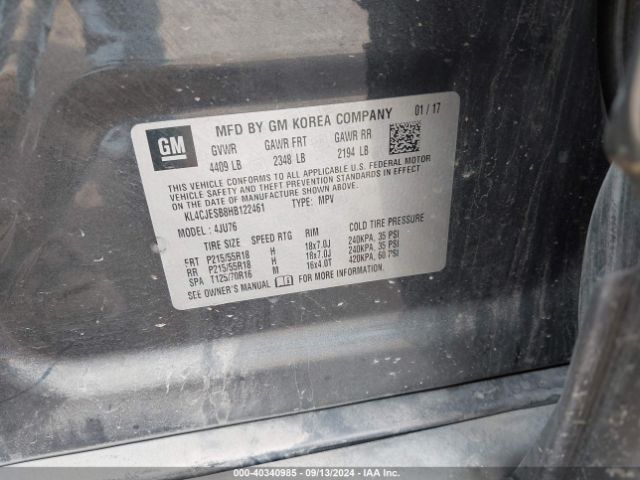 GM
MFD BY GM KOREA COMPANY 01 / 17
GVWR GAWR FRT GAWR RR
4409 LB 2348 LB 2194 LB
THIS VEHICLE CONFORMS TO ALL APPLICABLE U.S. FEDERAL MOTOR
VEHICLE SAFETY AND THEFT PREVENTION STANDARDS IN EFFECT
ON THE DATE OF MANUFACTURE SHOWN ABOVE.
KL4CJESB8HB122461 TYPE: MPV
MODEL: 4JU76
TIRE SIZE SPEED RTG RIM COLD TIRE PRESSURE
FRT P215/55R18 H 18x7.0J 240KPA, 35 PSI
RR P215/55R18 H 18x7.0J 240KPA, 35 PSI
SPA T125/70R16 M 16x4.0T 420KPA, 60 PSI
SEE OWNER'S MANUAL FOR MORE INFORMATION.
000-40340985 - 09/13/2024 - IAA Inc.